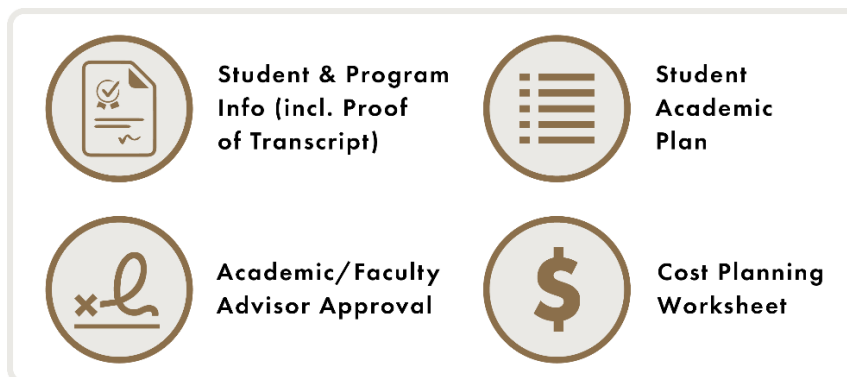 Student & Program
Info (incl. Proof
of Transcript)
Student
Academic
Plan
Academic/Faculty
Advisor Approval
$
Cost Planning
Worksheet